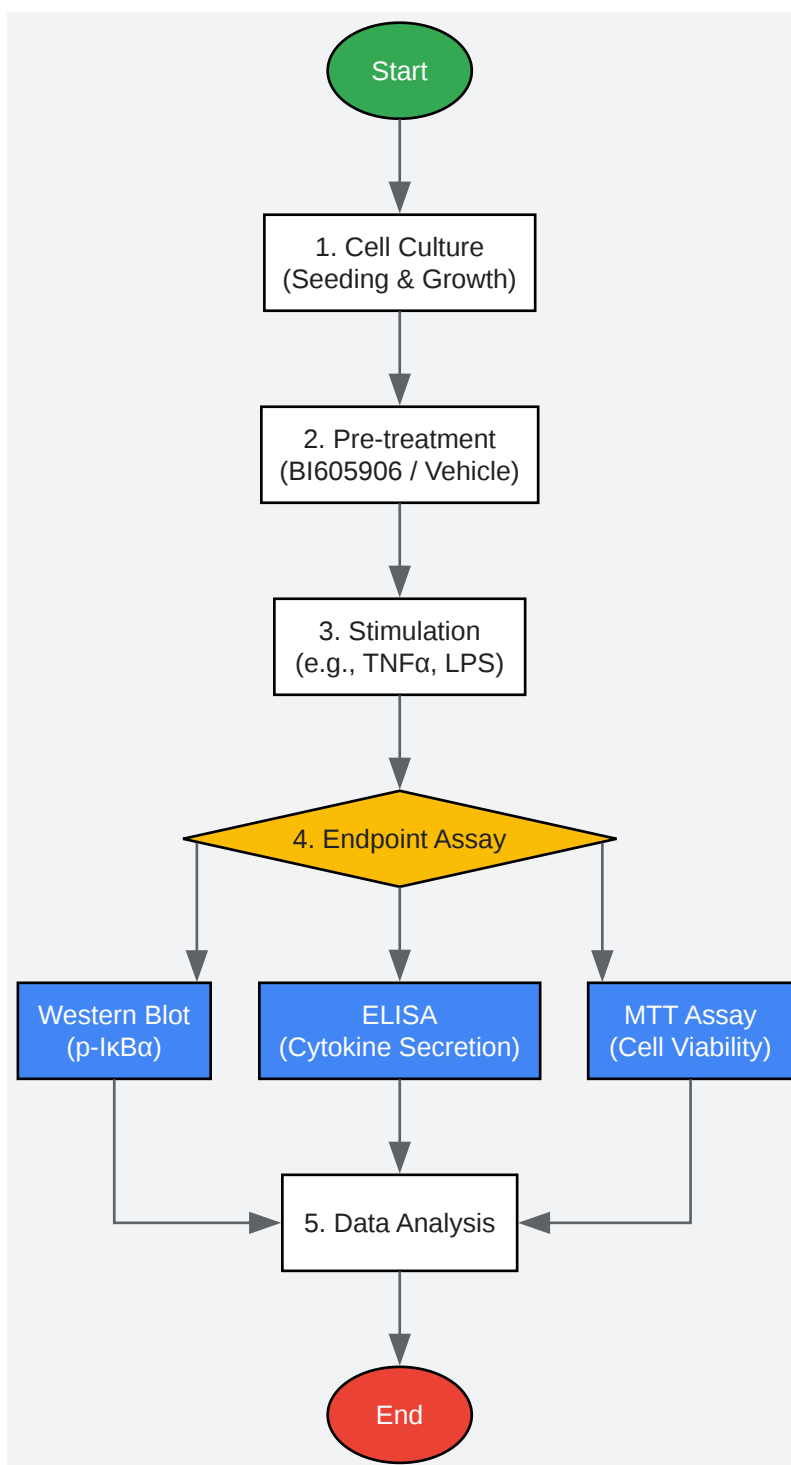 Start
1. Cell Culture
(Seeding & Growth)
2. Pre-treatment
(BI605906 / Vehicle)
3. Stimulation
(e.g., TNFα, LPS)
4. Endpoint Assay
Western Blot
(p-IκBα)
ELISA
(Cytokine Secretion)
MTT Assay
(Cell Viability)
5. Data Analysis
End